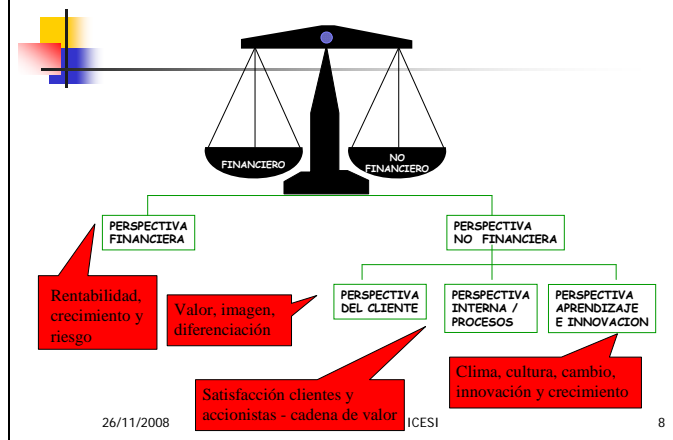 FINANCIERO
NO
FINANCIERO
PERSPECTIVA
FINANCIERA
PERSPECTIVA
NO FINANCIERA
Rentabilidad,
crecimiento y
riesgo
Valor, imagen,
diferenciación
PERSPECTIVA
DEL CLIENTE
PERSPECTIVA
INTERNA /
PROCESOS
PERSPECTIVA
APRENDIZAJE
E INNOVACION
Satisfacción clientes y
accionistas - cadena de valor
Clima, cultura, cambio,
innovación y crecimiento
26/11/2008
ICESI
8